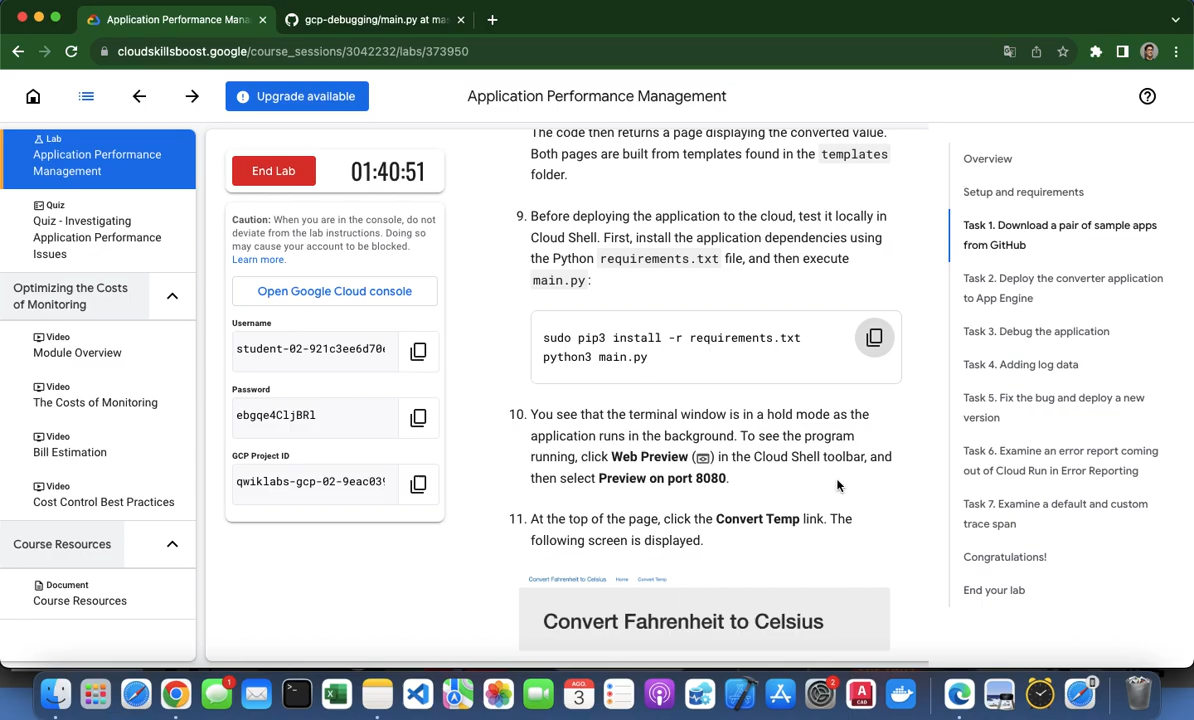 Application Performance Mana
gcp-debugging/main.py at mas
cloudskillsboost.google/course_sessions/3042232/labs/373950
Upgrade available
Application Performance Management
Lab
Application Performance
Management
Quiz
Quiz - Investigating
Application Performance
Issues
Optimizing the Costs
of Monitoring
Video
Module Overview
Video
The Costs of Monitoring
Video
Bill Estimation
Video
Cost Control Best Practices
Course Resources
Document
Course Resources
End Lab
01:40:51
Caution: When you are in the console, do not
deviate from the lab instructions. Doing so
may cause your account to be blocked.
Learn more.
Open Google Cloud console
Username
student-02-921c3ee6d70
Password
ebgqe4CljBRl
GCP Project ID
qwiklabs-gcp-02-9eac03
The code then returns a page displaying the converted value.
Both pages are built from templates found in the templates
folder.
9. Before deploying the application to the cloud, test it locally in
Cloud Shell. First, install the application dependencies using
the Python requirements.txt file, and then execute
main.py:
sudo pip3 install -r requirements.txt
python3 main.py
10. You see that the terminal window is in a hold mode as the
application runs in the background. To see the program
running, click Web Preview ( ) in the Cloud Shell toolbar, and
then select Preview on port 8080.
11. At the top of the page, click the Convert Temp link. The
following screen is displayed.
Convert Fahrenheit to Celsius Home Convert Temp
Convert Fahrenheit to Celsius
Overview
Setup and requirements
Task 1. Download a pair of sample apps
from GitHub
Task 2. Deploy the converter application
to App Engine
Task 3. Debug the application
Task 4. Adding log data
Task 5. Fix the bug and deploy a new
version
Task 6. Examine an error report coming
out of Cloud Run in Error Reporting
Task 7. Examine a default and custom
trace span
Congratulations!
End your lab
1
AGO
3
2
CAD